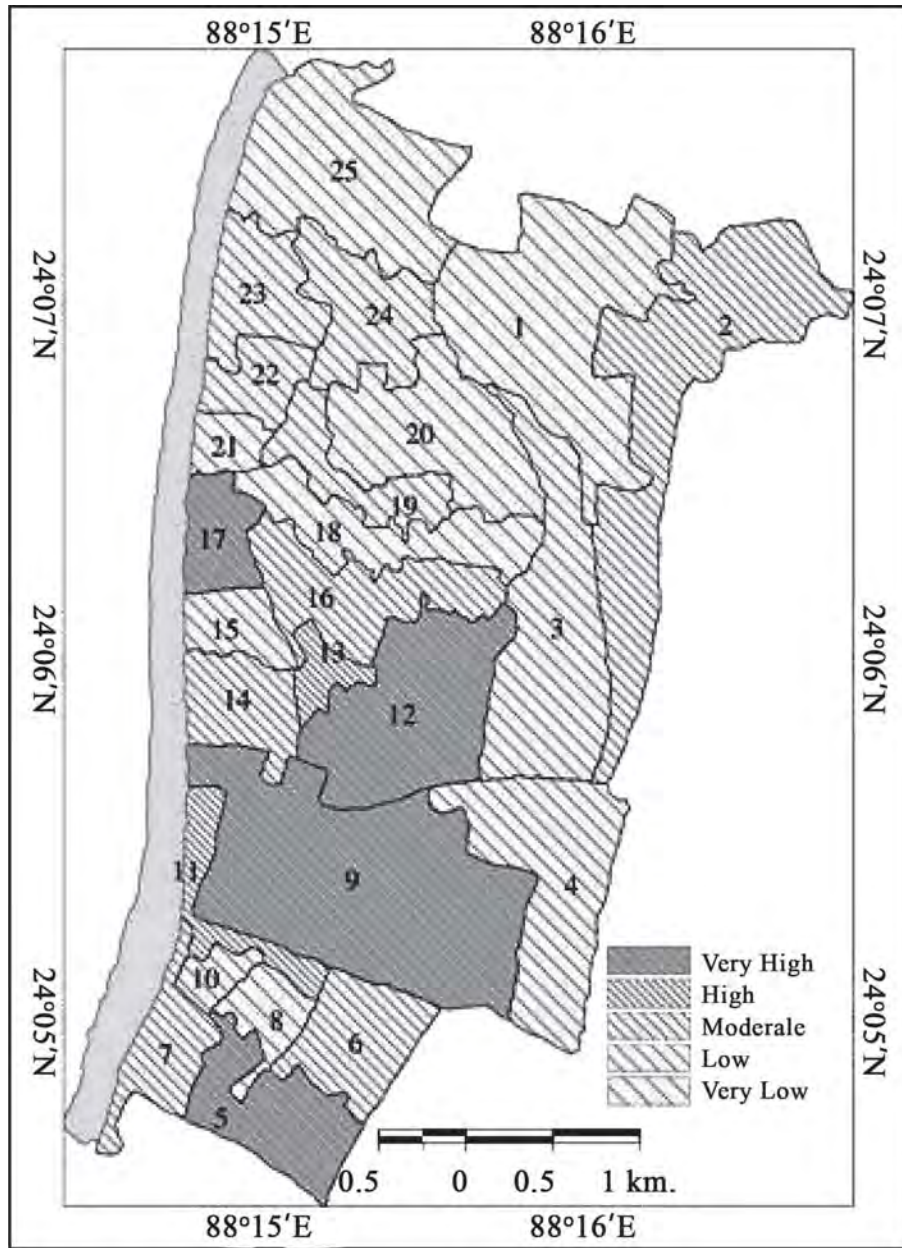 88°15′E 88°16′E
25
24°07′N 23 24 1 2 24°07′N
22
20
21
19
17 18
16
24°06′N 15 13 3 24°06′N
14 12
11 9 4
Very High
24°05′N 10 High 24°05′N
8 Moderale
7 6 Low
Very Low
5
0.5 0 0.5 1 km.
88°15′E 88°16′E